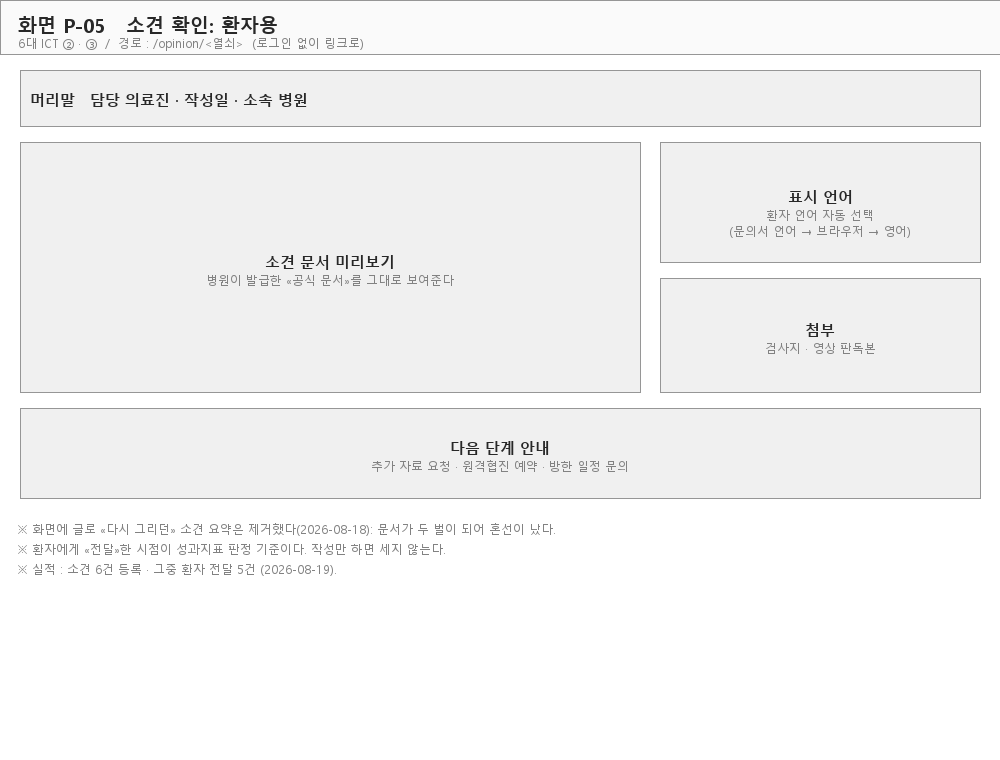 화면 P-05 소견 확인: 환자용
6대 ICT ② · ③ / 경로 : /opinion/<열쇠> (로그인 없이 링크로)
머리말 담당 의료진 · 작성일 · 소속 병원
소견 문서 미리보기
병원이 발급한 «공식 문서»를 그대로 보여준다
표시 언어
환자 언어 자동 선택
(문의서 언어 → 브라우저 → 영어)
첨부
검사지 · 영상 판독본
다음 단계 안내
추가 자료 요청 · 원격협진 예약 · 방한 일정 문의
※ 화면에 글로 «다시 그리던» 소견 요약은 제거했다(2026-08-18): 문서가 두 벌이 되어 혼선이 났다.
※ 환자에게 «전달»한 시점이 성과지표 판정 기준이다. 작성만 하면 세지 않는다.
※ 실적 : 소견 6건 등록 · 그중 환자 전달 5건 (2026-08-19).